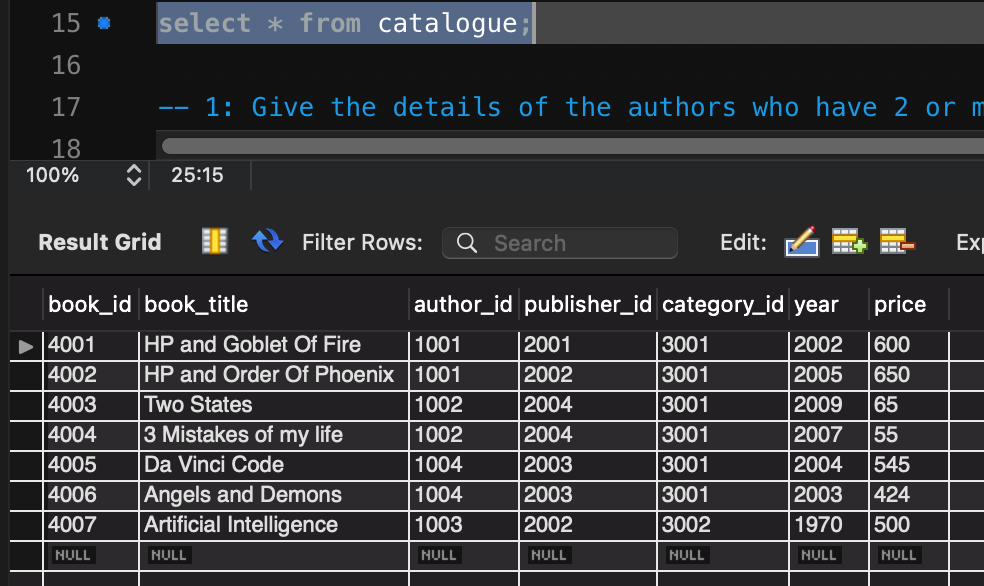 15 select * from catalogue;
16
17 -- 1: Give the details of the authors who have 2 or m
18
100% 25:15
Result Grid Filter Rows: Search Edit: Exp
book_id book_title author_id publisher_id category_id year price
4001 HP and Goblet Of Fire 1001 2001 3001 2002 600
4002 HP and Order Of Phoenix 1001 2002 3001 2005 650
4003 Two States 1002 2004 3001 2009 65
4004 3 Mistakes of my life 1002 2004 3001 2007 55
4005 Da Vinci Code 1004 2003 3001 2004 545
4006 Angels and Demons 1004 2003 3001 2003 424
4007 Artificial Intelligence 1003 2002 3002 1970 500
NULL NULL NULL NULL NULL NULL NULL